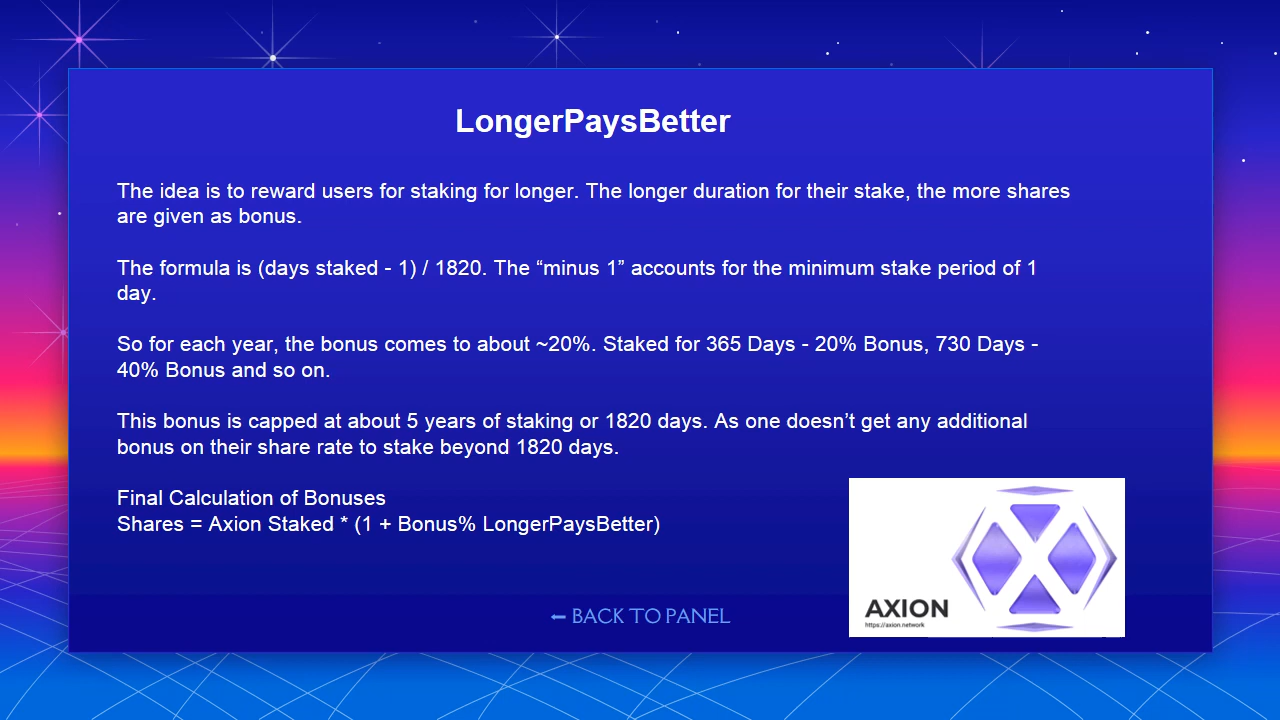 LongerPaysBetter
The idea is to reward users for staking for longer. The longer duration for their stake, the more shares
are given as bonus.
The formula is (days staked - 1) / 1820. The “minus 1” accounts for the minimum stake period of 1
day.
So for each year, the bonus comes to about ~20%. Staked for 365 Days - 20% Bonus, 730 Days -
40% Bonus and so on.
This bonus is capped at about 5 years of staking or 1820 days. As one doesn’t get any additional
bonus on their share rate to stake beyond 1820 days.
Final Calculation of Bonuses
Shares = Axion Staked * (1 + Bonus% LongerPaysBetter)
BACK TO PANEL
AXION
https://axion.network